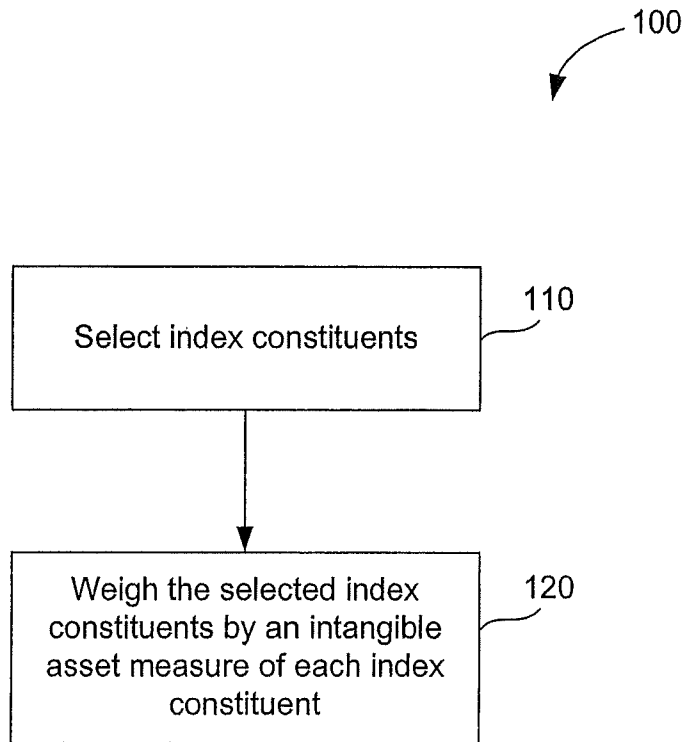 100
110
Select index constituents
120
Weigh the selected index
constituents by an intangible
asset measure of each index
constituent